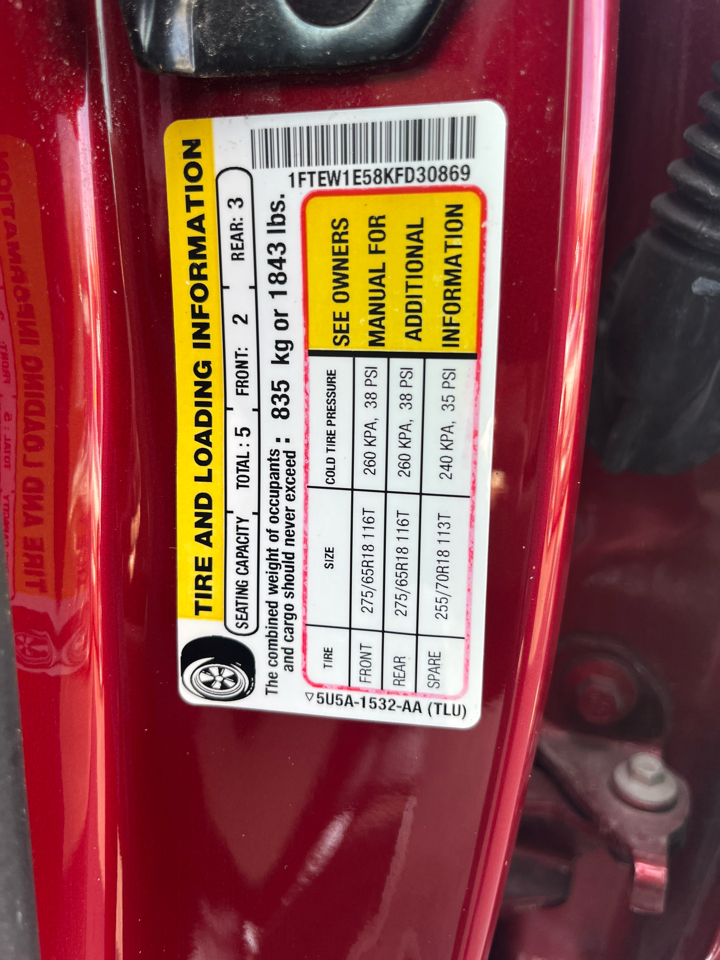 1FTEW1E58KFD30869
TIRE AND LOADING INFORMATION
SEATING CAPACITY TOTAL : 5 FRONT: 2 REAR: 3
The combined weight of occupants
and cargo should never exceed : 835 kg or 1843 lbs.
TIRE SIZE COLD TIRE PRESSURE
FRONT 275/65R18 116T 260 KPA, 38 PSI
REAR 275/65R18 116T 260 KPA, 38 PSI
SPARE 255/70R18 113T 240 KPA, 35 PSI
SEE OWNERS
MANUAL FOR
ADDITIONAL
INFORMATION
▽5U5A-1532-AA (TLU)